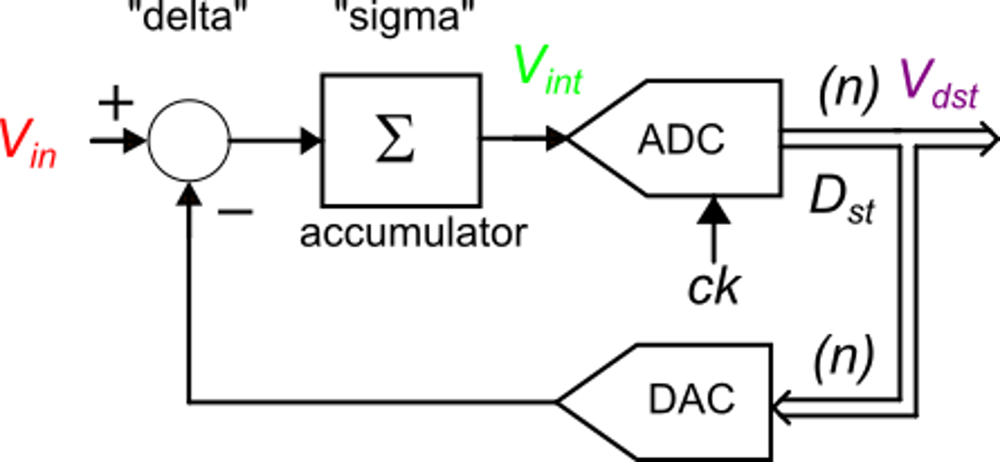 "delta"
"sigma"
+
V_in
Σ
accumulator
V_int
ADC
(n)
V_dst
D_st
ck
−
(n)
DAC